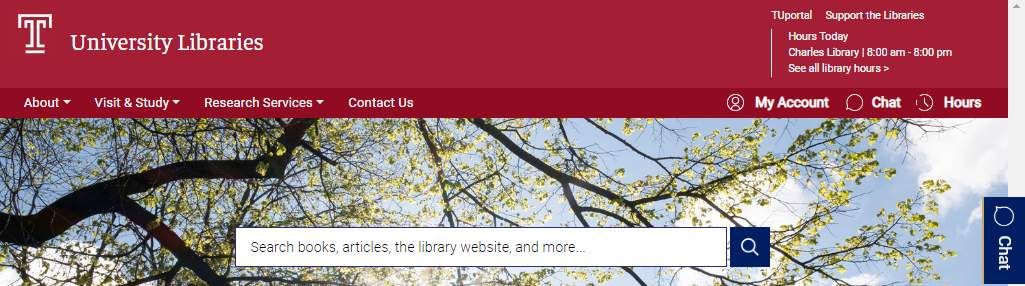 TUportal Support the Libraries
T University Libraries
Hours Today
Charles Library | 8:00 am - 8:00 pm
See all library hours >
About Visit & Study Research Services Contact Us My Account Chat Hours
Search books, articles, the library website, and more...
Chat